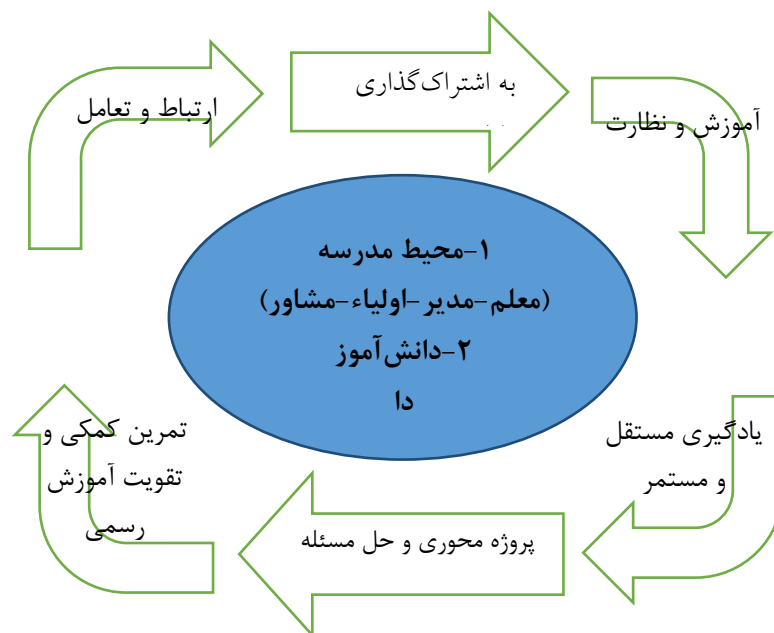 ارتباط و تعامل
به اشتراک‌گذاری
آموزش و نظارت
۱-محیط مدرسه
(معلم-مدیر-اولیاء-مشاور)
۲-دانش‌آموز
دا
یادگیری مستقل
و مستمر
پروژه محوری و حل مسئله
تمرین کمکی و
تقویت آموزش
رسمی